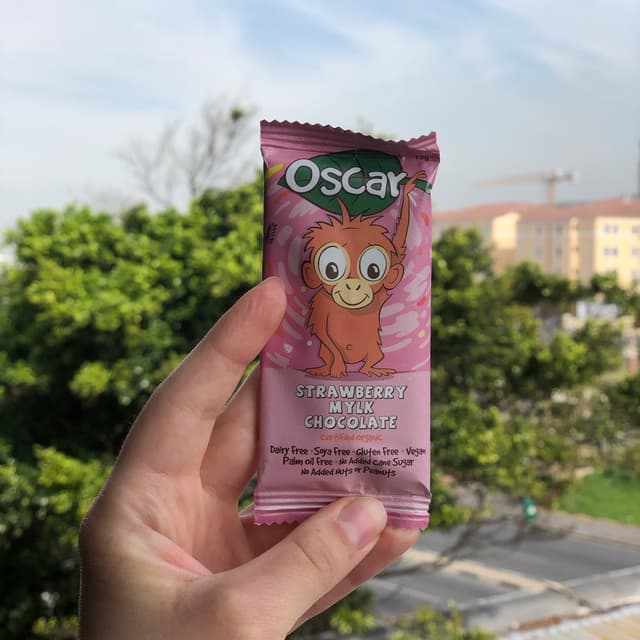 Oscar
STRAWBERRY
MYLK
CHOCOLATE
Certified organic
Dairy Free · Soya Free · Gluten Free · Vegan
Palm oil Free · No Added Cane Sugar
No Added Nuts or Peanuts